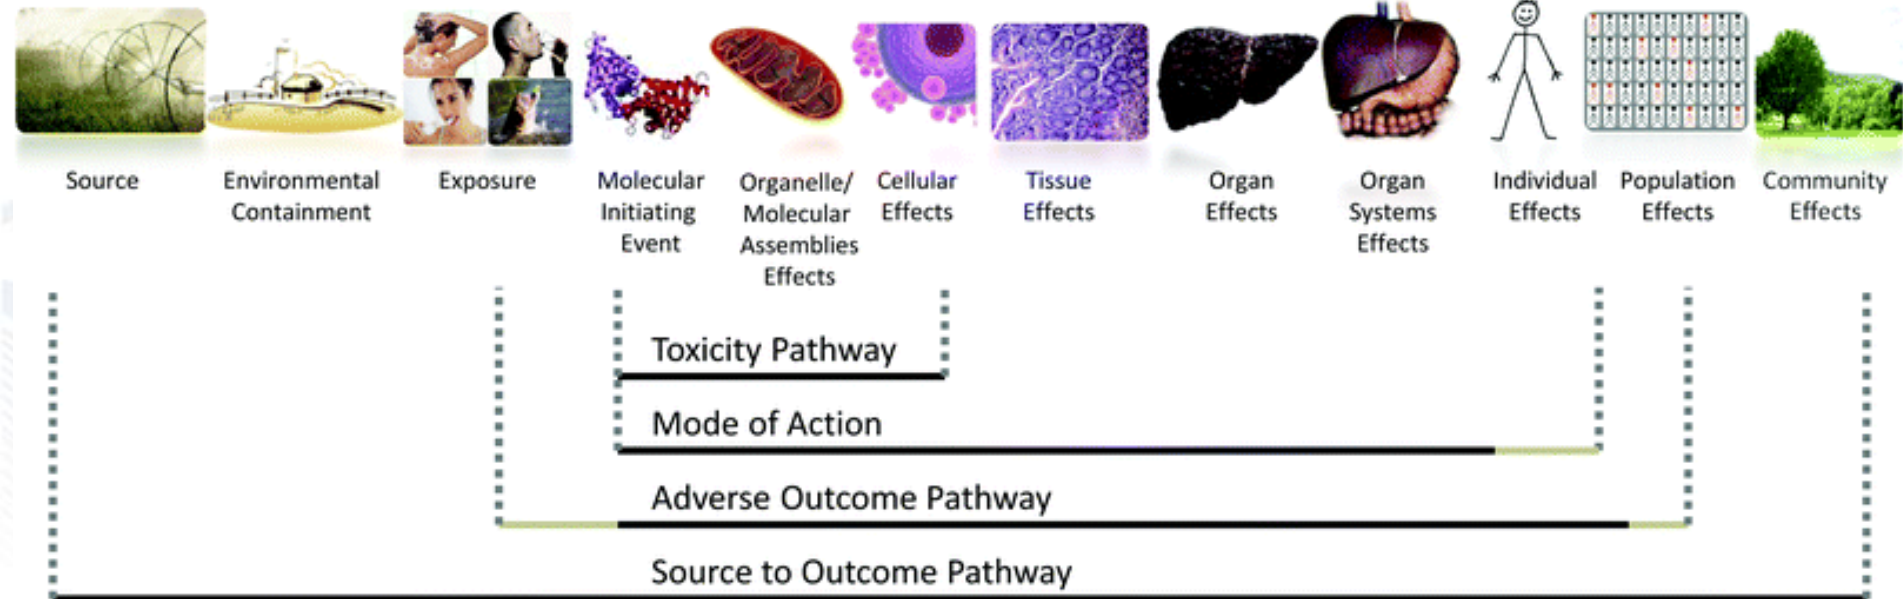 Source
Environmental
Containment
Exposure
Molecular
Initiating
Event
Organelle/
Molecular
Assemblies
Effects
Cellular
Effects
Tissue
Effects
Organ
Effects
Organ
Systems
Effects
Individual
Effects
Population
Effects
Community
Effects
Toxicity Pathway
Mode of Action
Adverse Outcome Pathway
Source to Outcome Pathway